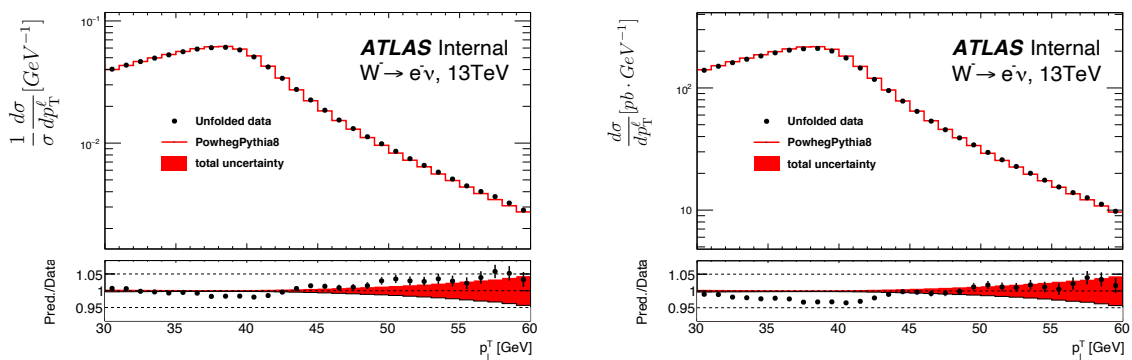 1/σ dσ/dp_T^ℓ [GeV⁻¹]
10⁻¹
10⁻²
ATLAS Internal
W⁻→ e⁻ν, 13TeV
Unfolded data
PowhegPythia8
total uncertainty
Pred./Data
1.05
1
0.95
30 35 40 45 50 55 60
p_l^T [GeV]
dσ/dp_T^ℓ [pb · GeV⁻¹]
10²
10
ATLAS Internal
W⁻→ e⁻ν, 13TeV
Unfolded data
PowhegPythia8
total uncertainty
Pred./Data
1.05
1
0.95
30 35 40 45 50 55 60
p_l^T [GeV]